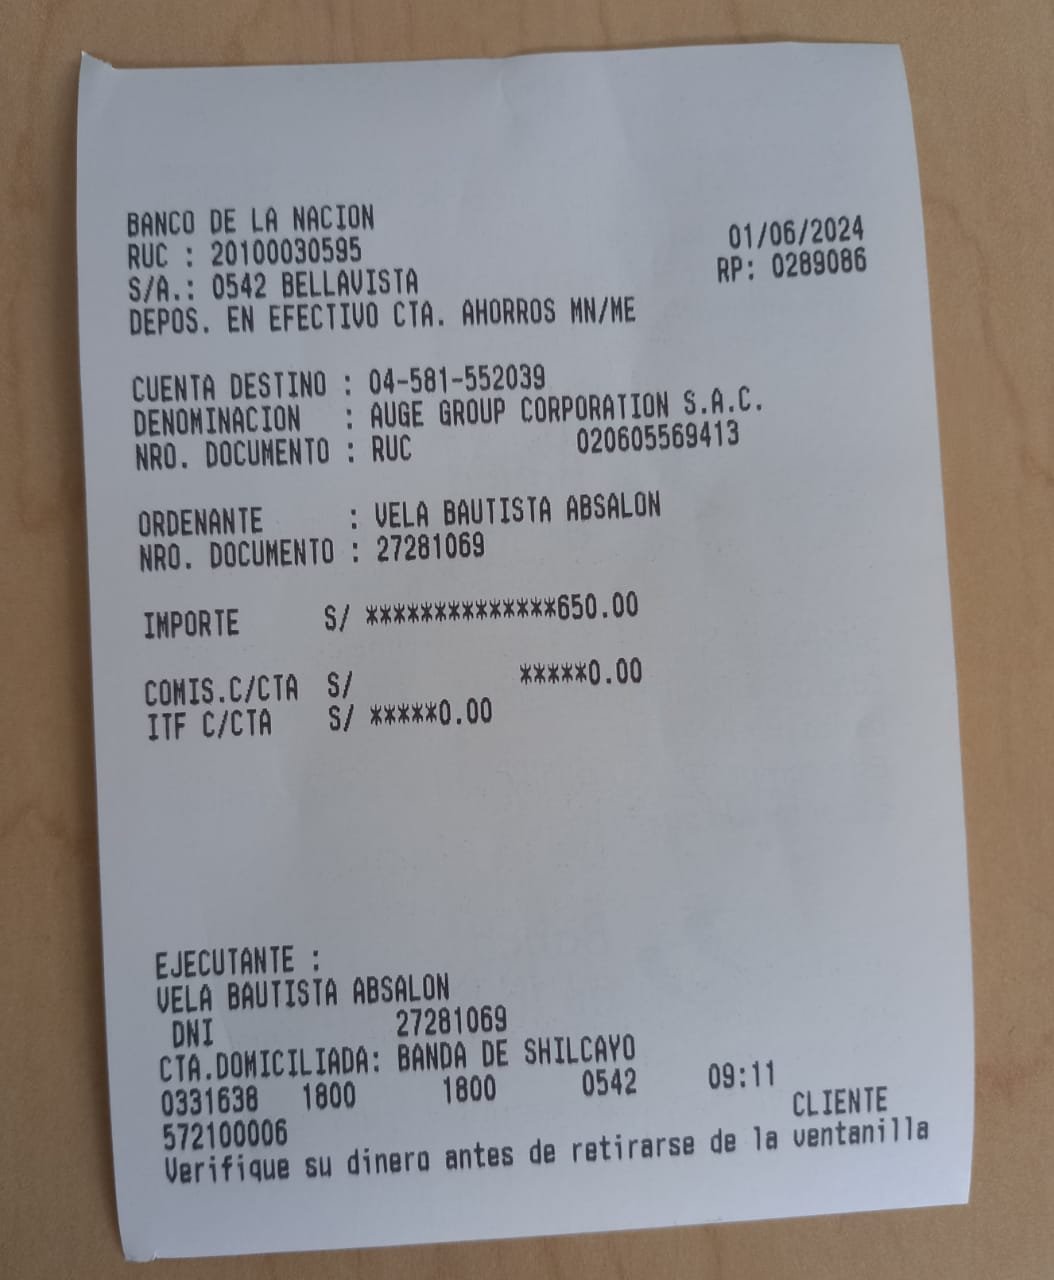 BANCO DE LA NACION
RUC : 20100030595 01/06/2024
S/A.: 0542 BELLAVISTA RP: 0289086
DEPOS. EN EFECTIVO CTA. AHORROS MN/ME
CUENTA DESTINO : 04-581-552039
DENOMINACION : AUGE GROUP CORPORATION S.A.C.
NRO. DOCUMENTO : RUC 020605569413
ORDENANTE : VELA BAUTISTA ABSALON
NRO. DOCUMENTO : 27281069
IMPORTE S/ **************650.00
COMIS.C/CTA S/ *****0.00
ITF C/CTA S/ *****0.00
EJECUTANTE :
VELA BAUTISTA ABSALON
DNI 27281069
CTA.DOMICILIADA: BANDA DE SHILCAYO
0331638 1800 1800 0542 09:11
572100006 CLIENTE
Verifique su dinero antes de retirarse de la ventanilla